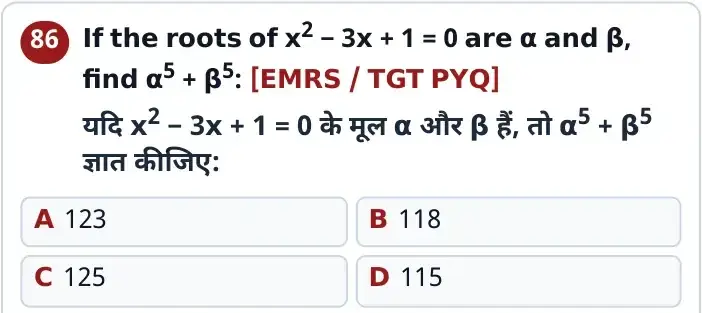 86 If the roots of x² − 3x + 1 = 0 are α and β,
find α⁵ + β⁵: [EMRS / TGT PYQ]
यदि x² − 3x + 1 = 0 के मूल α और β हैं, तो α⁵ + β⁵
ज्ञात कीजिए:
A 123 B 118
C 125 D 115